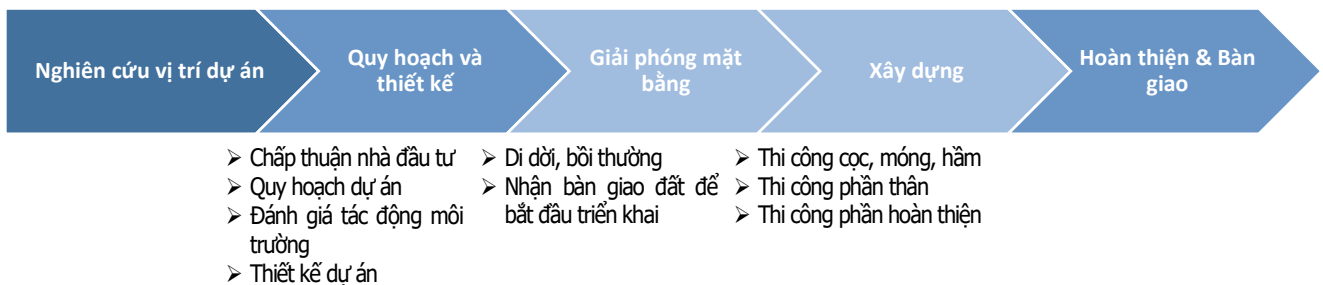 Nghiên cứu vị trí dự án
Quy hoạch và
thiết kế
Giải phóng mặt
bằng
Xây dựng
Hoàn thiện & Bàn
giao
➢ Chấp thuận nhà đầu tư
➢ Quy hoạch dự án
➢ Đánh giá tác động môi
trường
➢ Thiết kế dự án
➢ Di dời, bồi thường
➢ Nhận bàn giao đất để
bắt đầu triển khai
➢ Thi công cọc, móng, hầm
➢ Thi công phần thân
➢ Thi công phần hoàn thiện